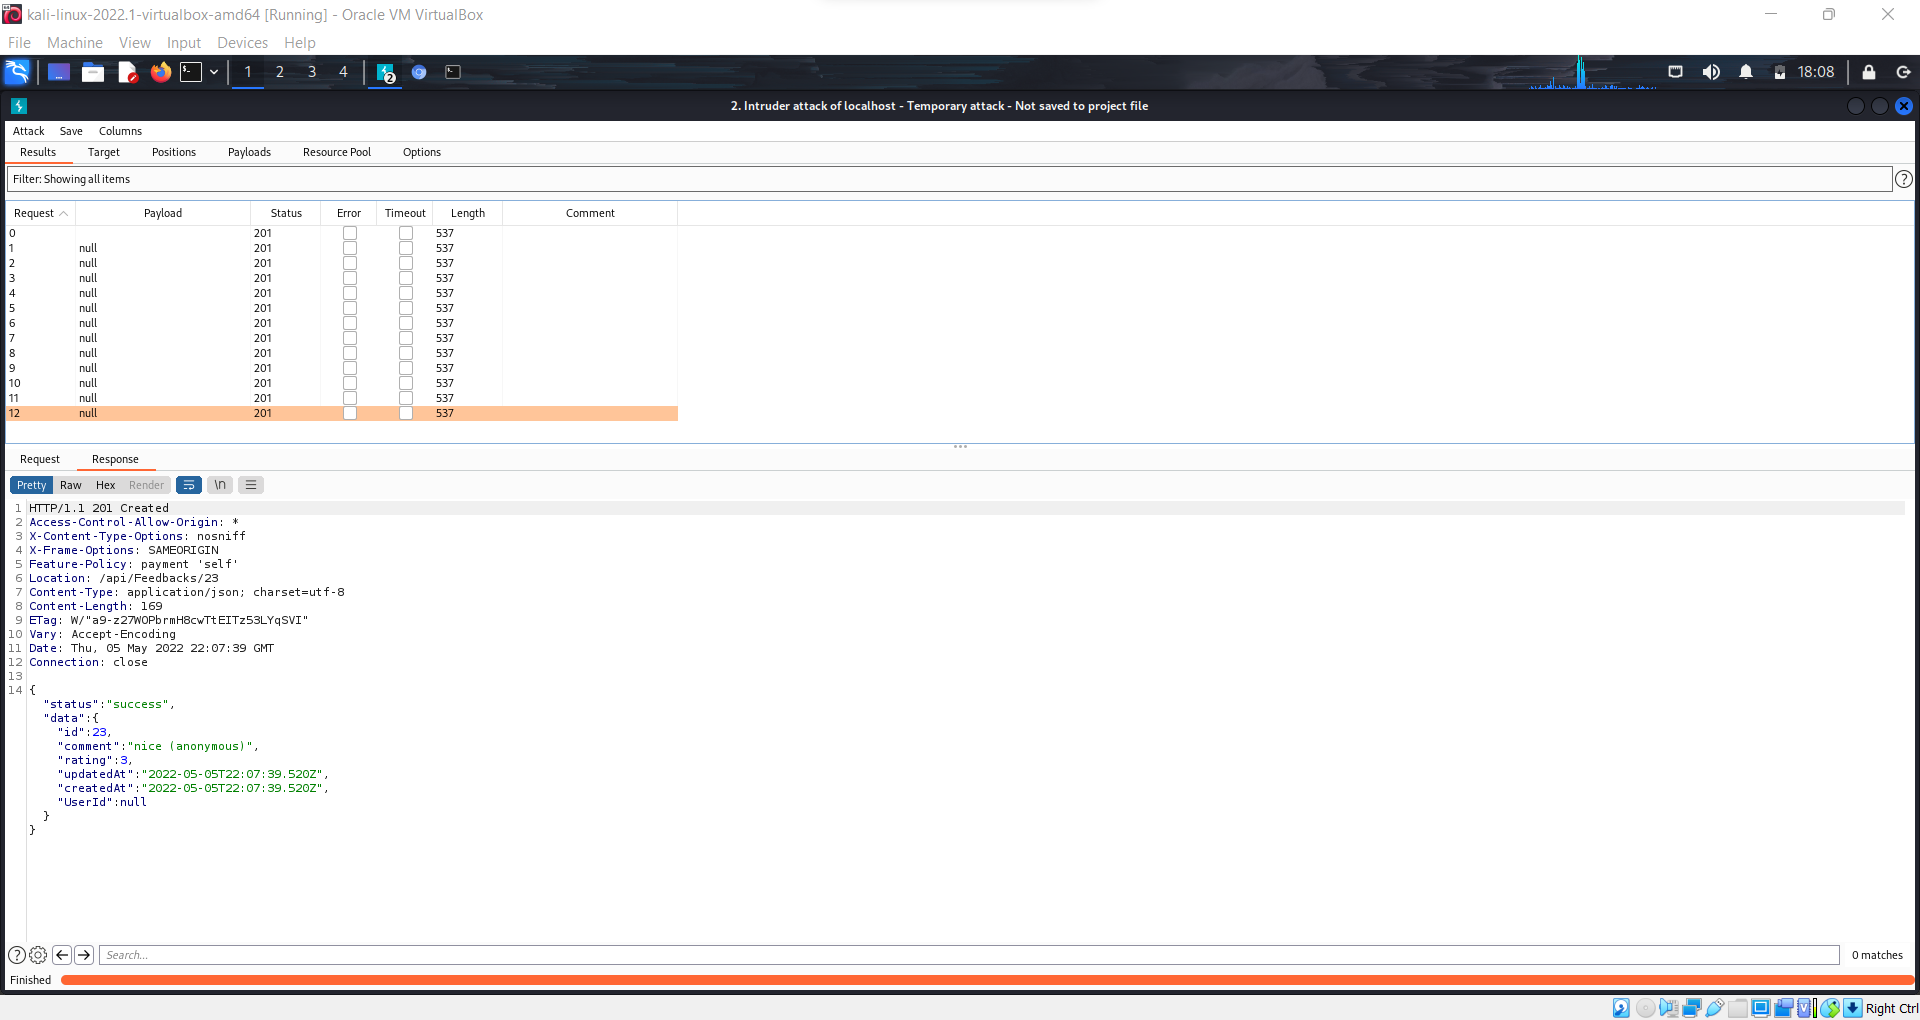 kali-linux-2022.1-virtualbox-amd64 [Running] - Oracle VM VirtualBox
File Machine View Input Devices Help
1 2 3 4 2 18:08
2. Intruder attack of localhost - Temporary attack - Not saved to project file
Attack Save Columns
Results Target Positions Payloads Resource Pool Options
Filter: Showing all items
Request Payload Status Error Timeout Length Comment
0 201 537
1 null 201 537
2 null 201 537
3 null 201 537
4 null 201 537
5 null 201 537
6 null 201 537
7 null 201 537
8 null 201 537
9 null 201 537
10 null 201 537
11 null 201 537
12 null 201 537
Request Response
Pretty Raw Hex Render \n
1 HTTP/1.1 201 Created
2 Access-Control-Allow-Origin: *
3 X-Content-Type-Options: nosniff
4 X-Frame-Options: SAMEORIGIN
5 Feature-Policy: payment 'self'
6 Location: /api/Feedbacks/23
7 Content-Type: application/json; charset=utf-8
8 Content-Length: 169
9 ETag: W/"a9-z27WOPbrmH8cwTtEITz53LYqSVI"
10 Vary: Accept-Encoding
11 Date: Thu, 05 May 2022 22:07:39 GMT
12 Connection: close
13
14 {
"status":"success",
"data":{
"id":23,
"comment":"nice (anonymous)",
"rating":3,
"updatedAt":"2022-05-05T22:07:39.520Z",
"createdAt":"2022-05-05T22:07:39.520Z",
"UserId":null
}
}
Search... 0 matches
Finished
Right Ctrl